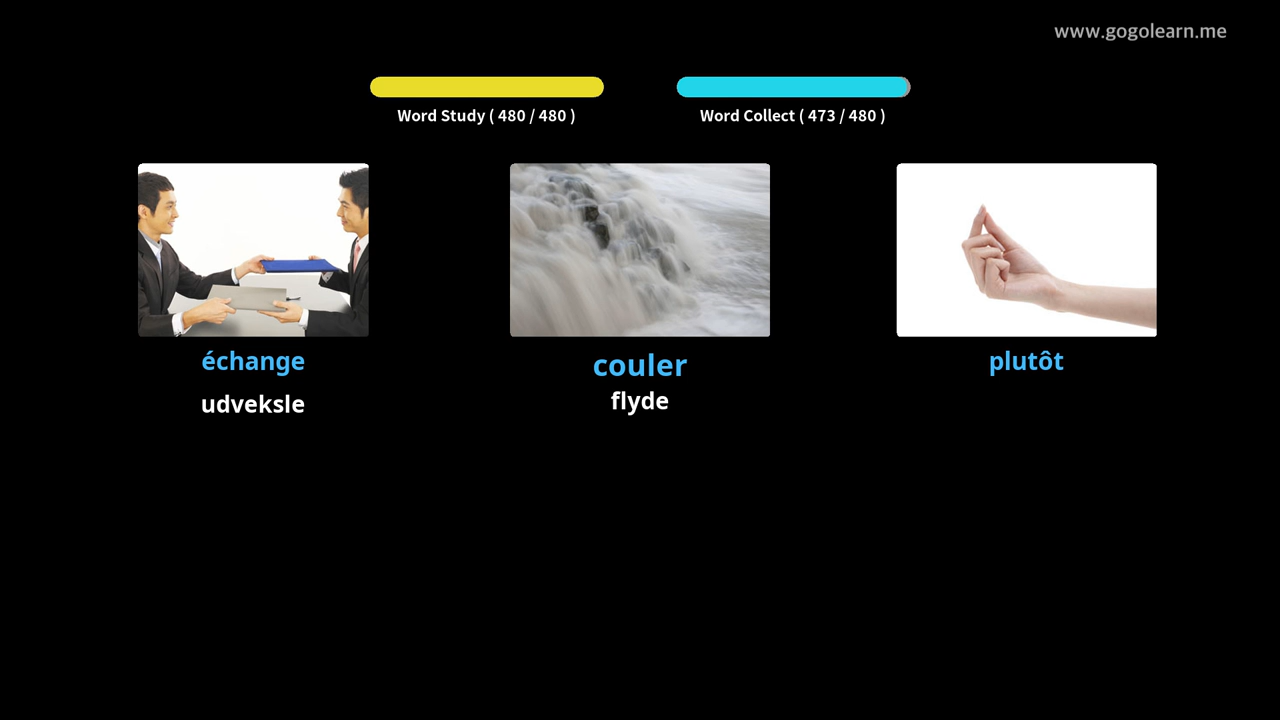 www.gogolearn.me
Word Study ( 480 / 480 )
Word Collect ( 473 / 480 )
échange
couler
plutôt
udveksle
flyde